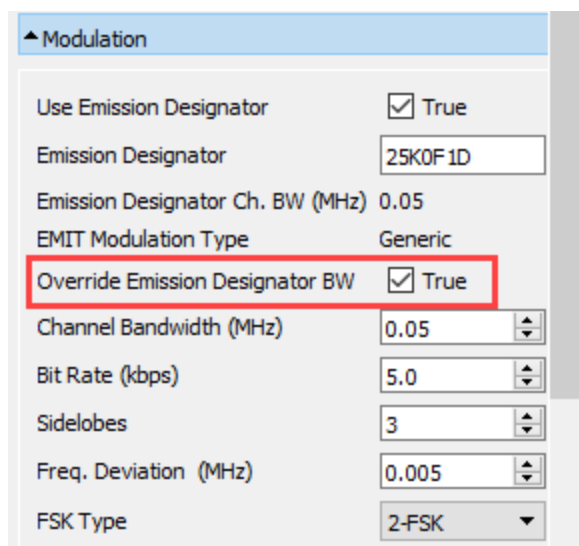 Modulation
Use Emission Designator True
Emission Designator 25K0F1D
Emission Designator Ch. BW (MHz) 0.05
EMIT Modulation Type Generic
Override Emission Designator BW True
Channel Bandwidth (MHz) 0.05
Bit Rate (kbps) 5.0
Sidelobes 3
Freq. Deviation (MHz) 0.005
FSK Type 2-FSK